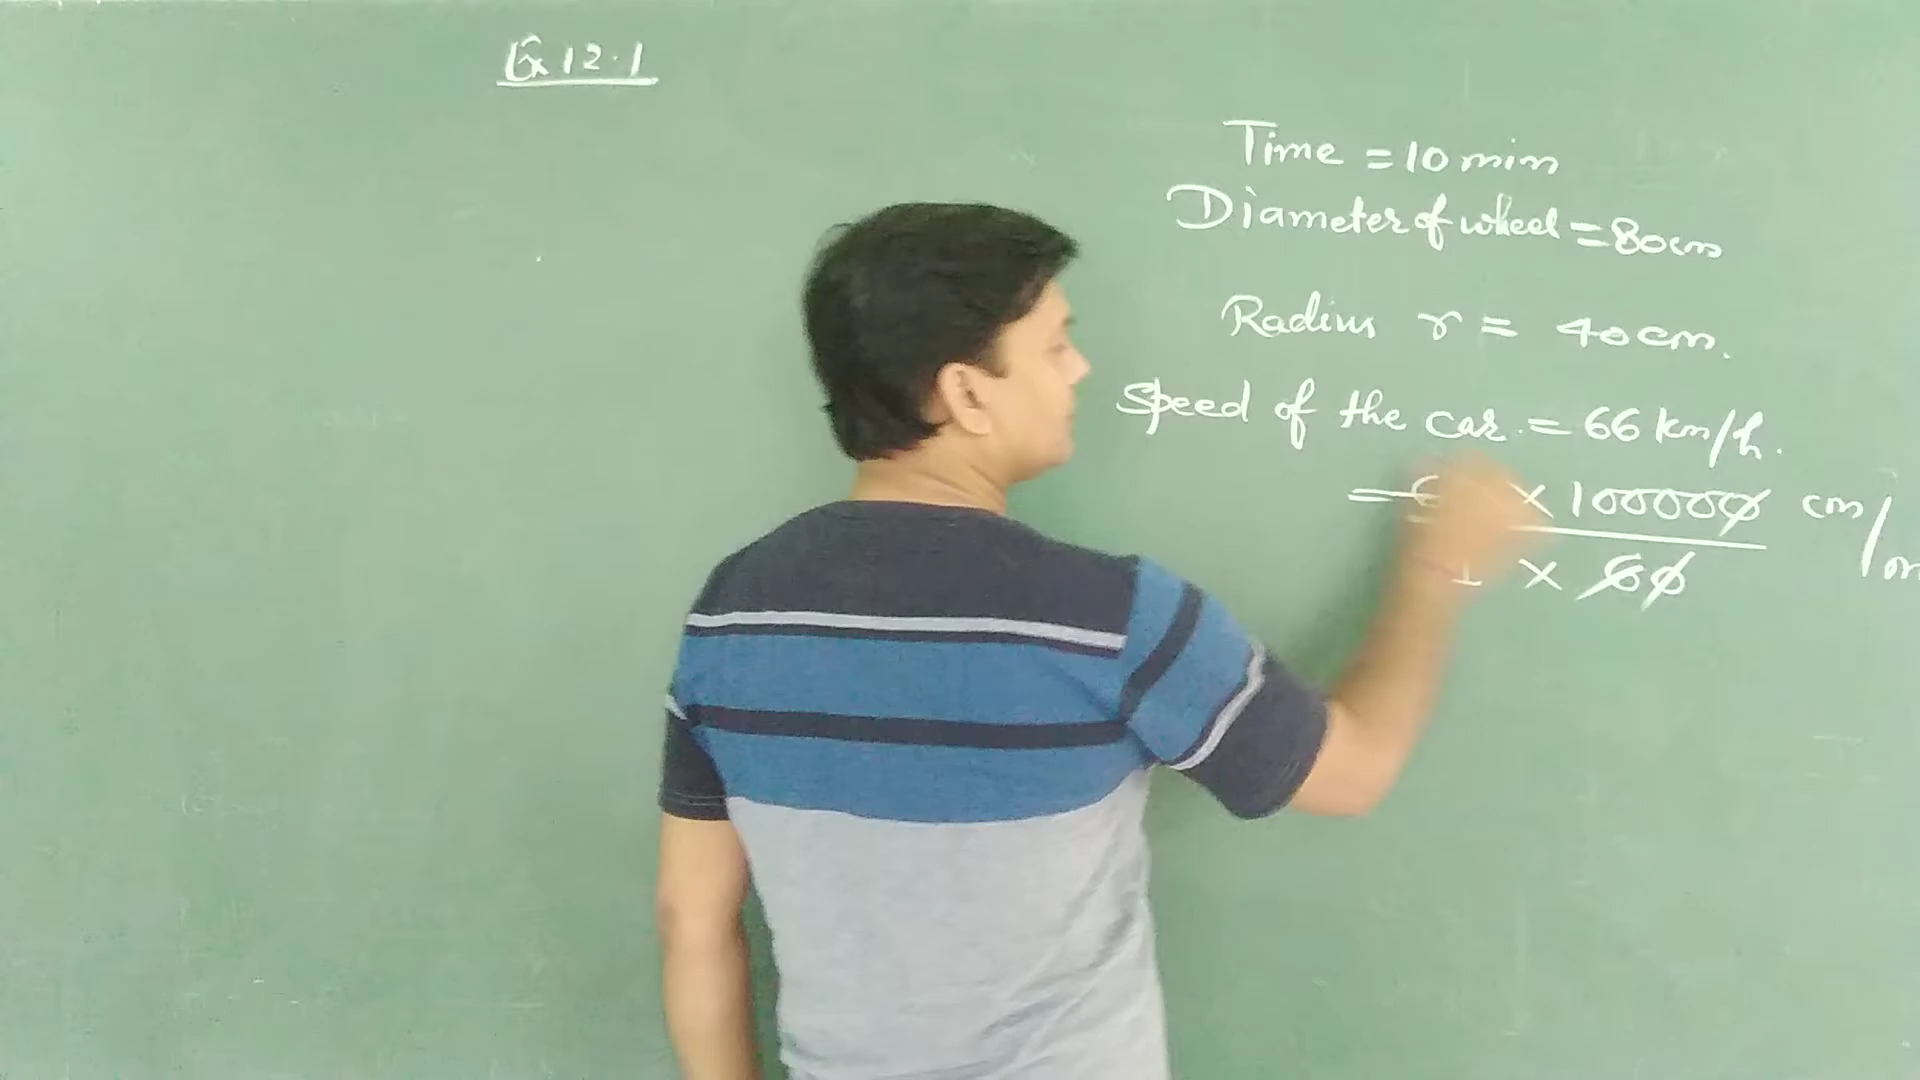 Ex 12.1
Time = 10 min
Diameter of wheel = 80cm
Radius r = 40cm.
Speed of the car. = 66 km/h.
= × 100000 cm/
1 × 60